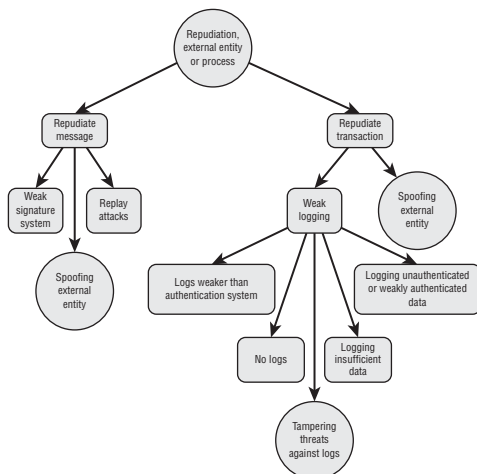 Repudiation,
external entity
or process
Repudiate
message
Repudiate
transaction
Weak
signature
system
Replay
attacks
Spoofing
external
entity
Weak
logging
Spoofing
external
entity
Logs weaker than
authentication system
Logging unauthenticated
or weakly authenticated
data
No logs
Logging
insufficient
data
Tampering
threats
against logs